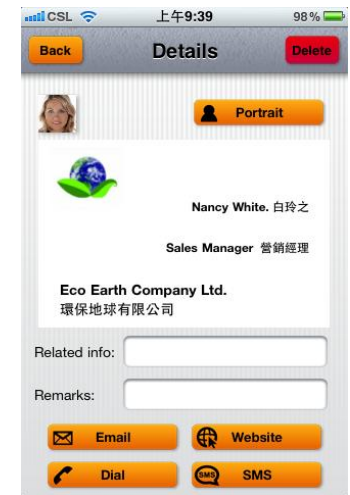 CSL 上午9:39 98%
Back Details Delete
Portrait
Nancy White. 白玲之
Sales Manager 營銷經理
Eco Earth Company Ltd.
環保地球有限公司
Related info:
Remarks:
Email Website
Dial SMS SMS